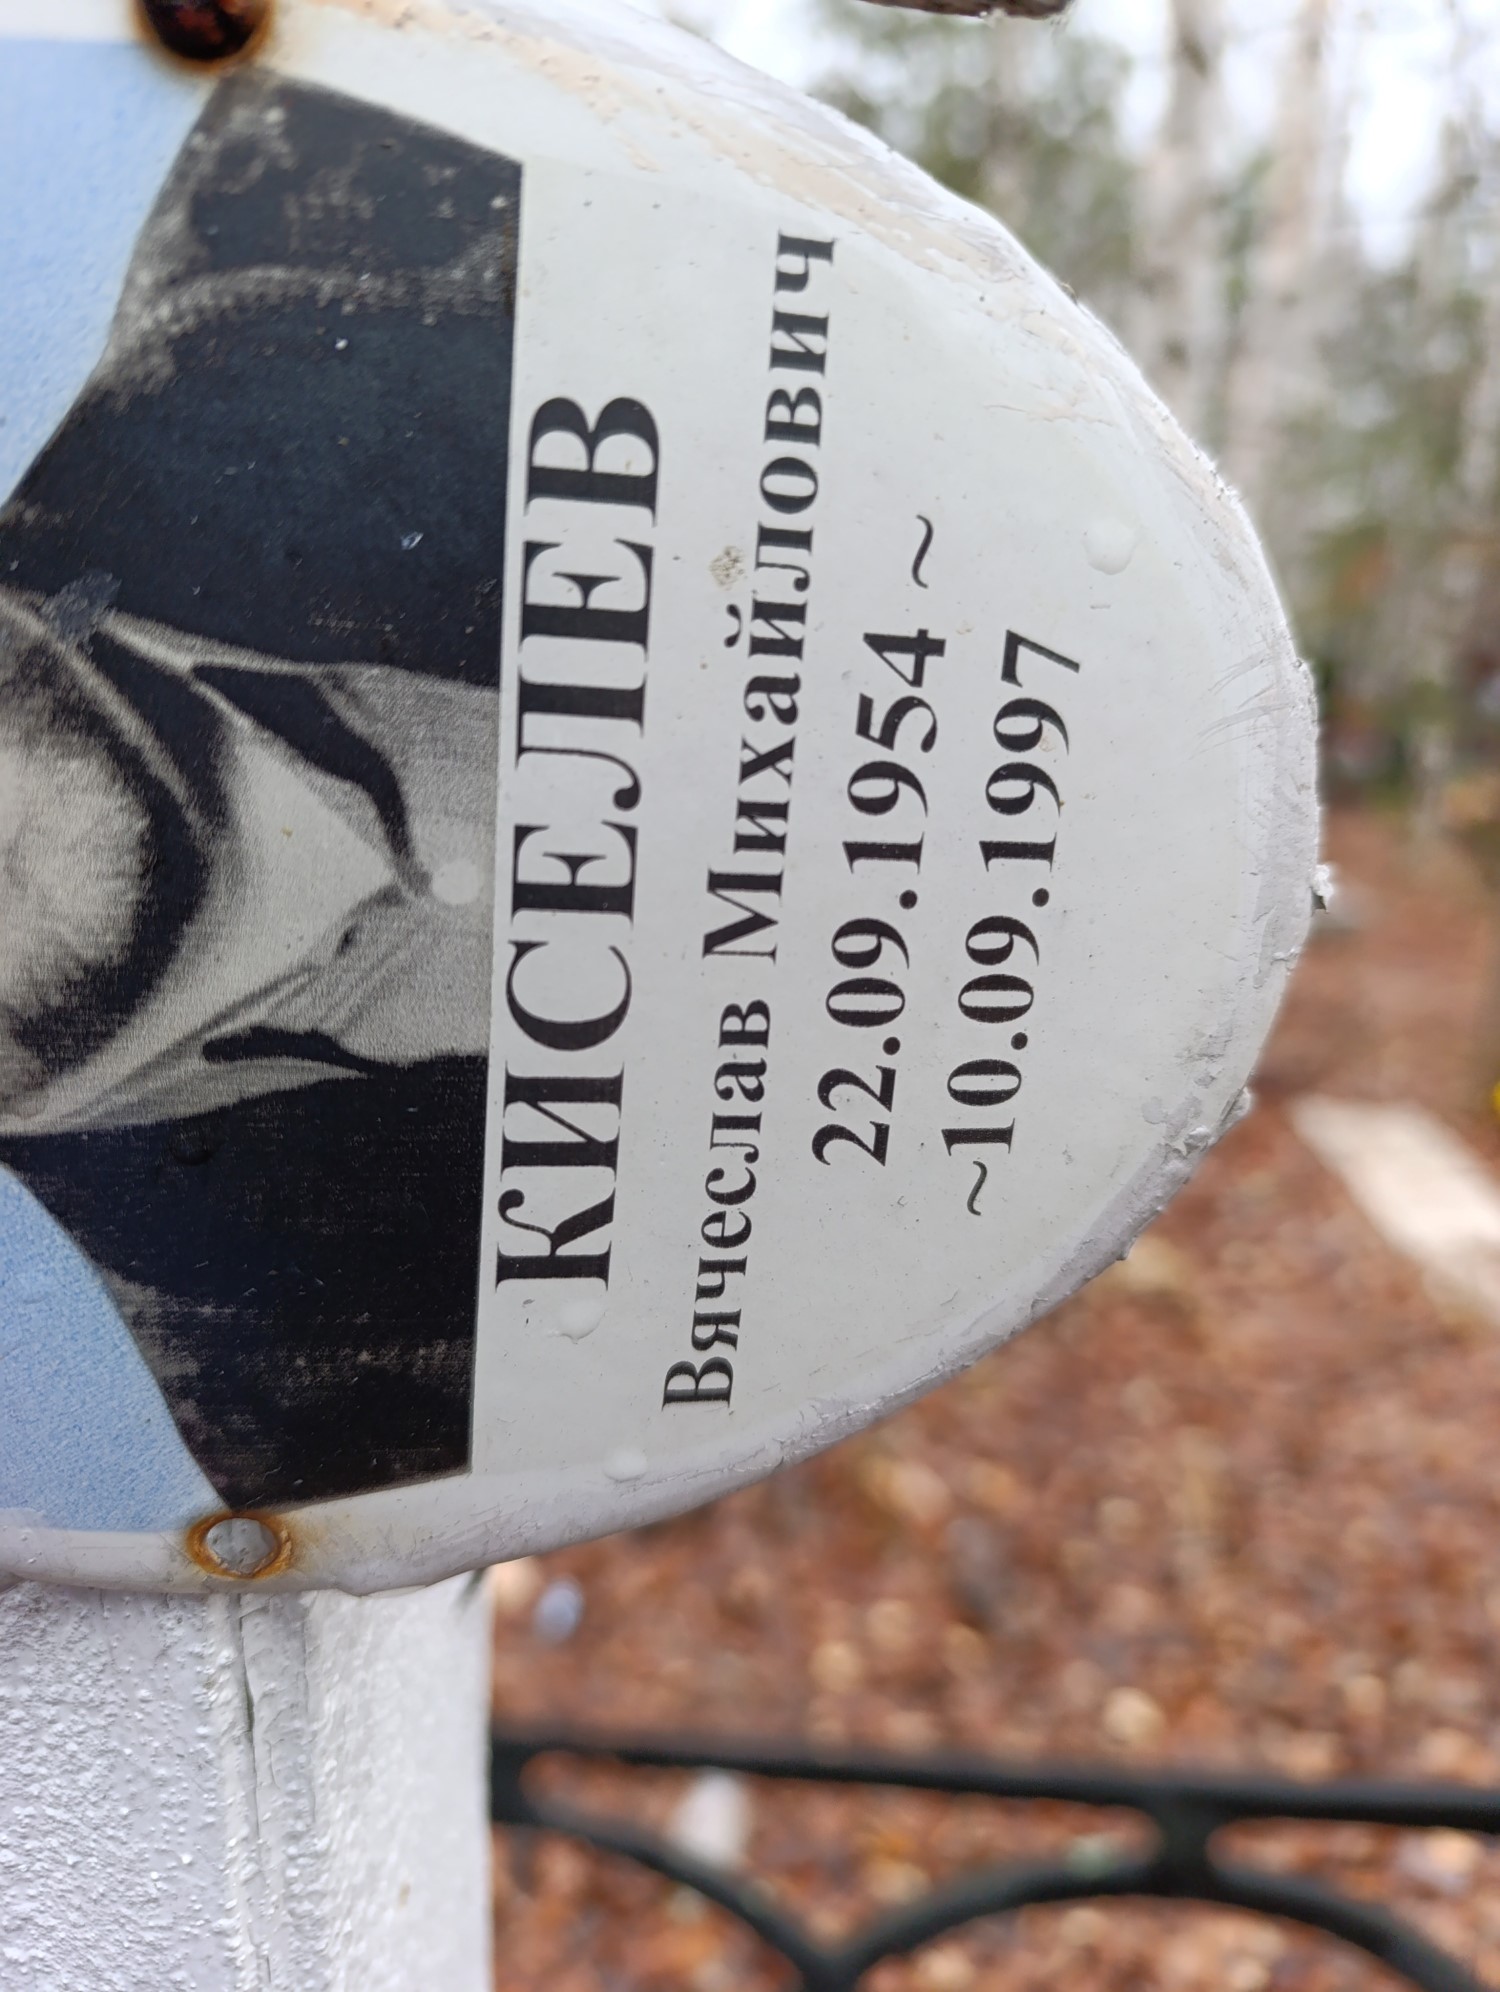 КИСЕЛЕВ
Вячеслав Михайлович
22.09.1954 ~
~10.09.1997